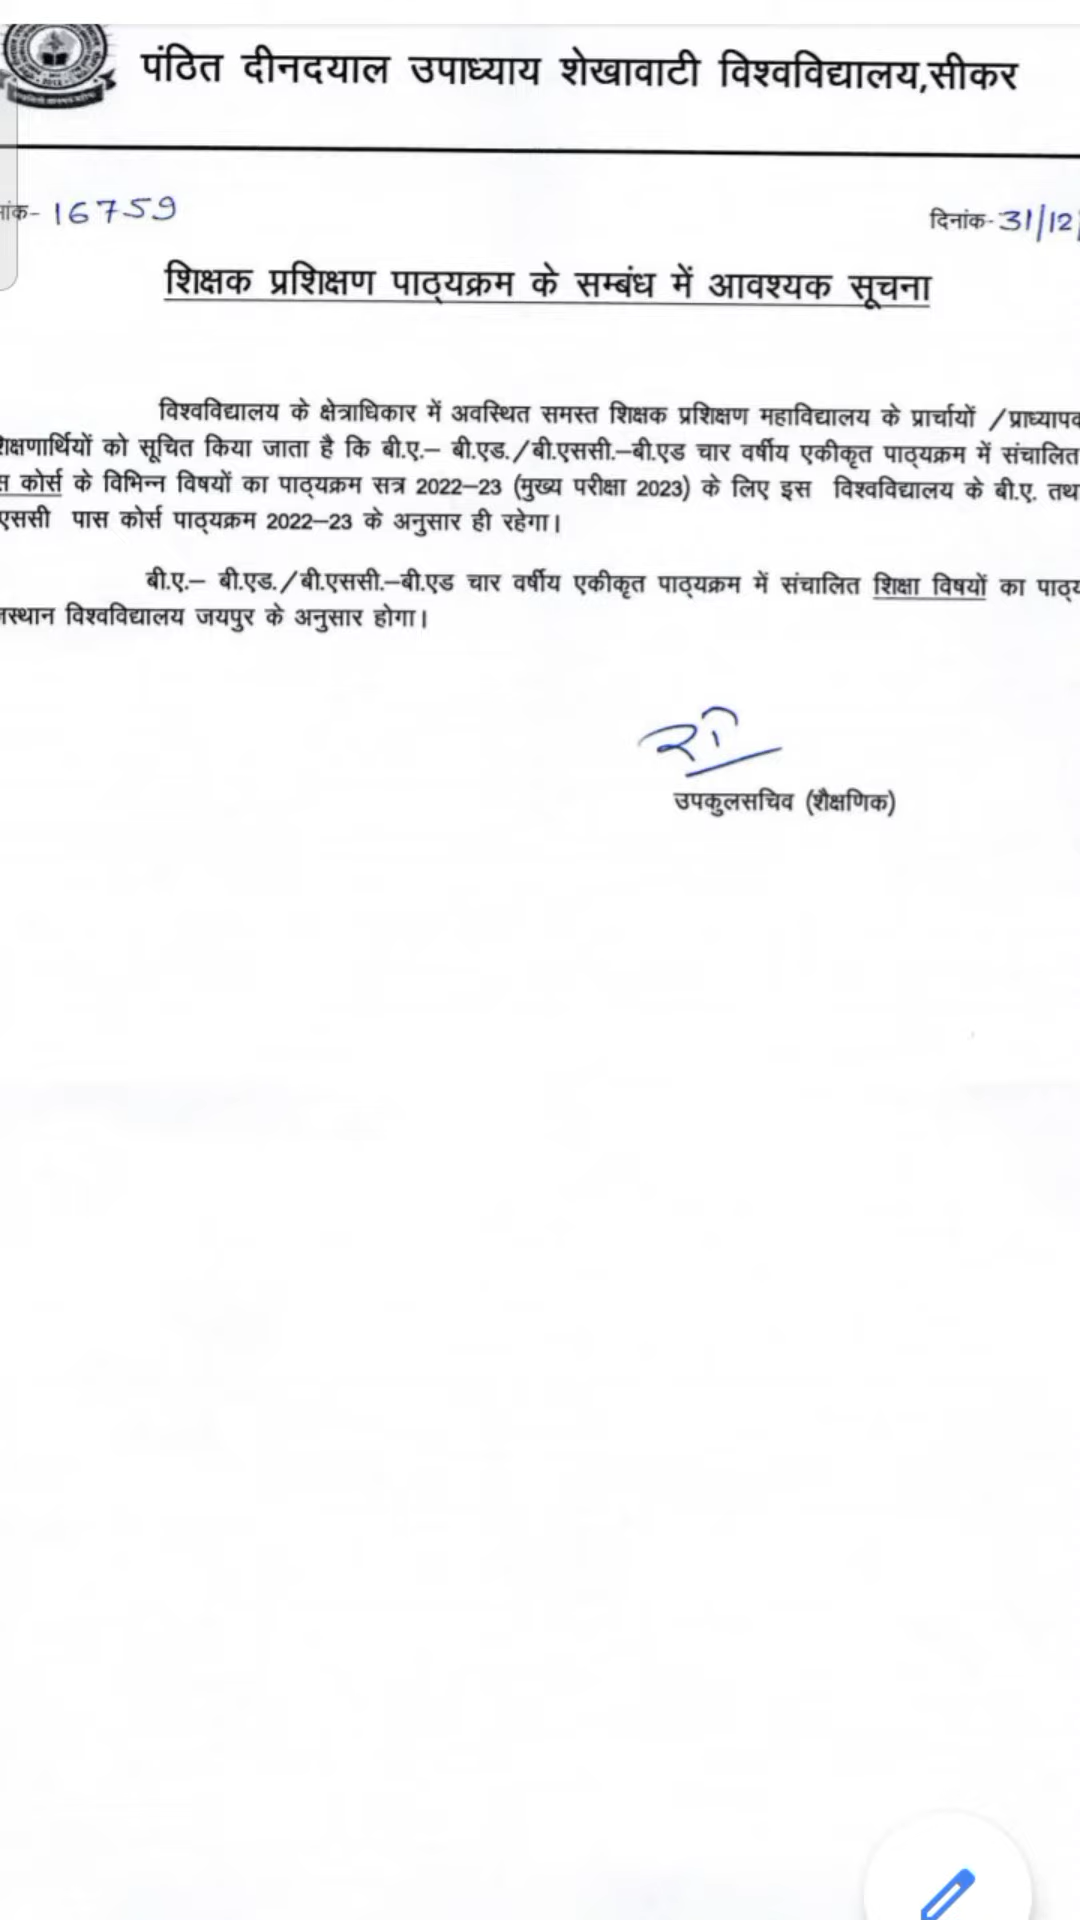 पंडित दीनदयाल उपाध्याय शेखावाटी विश्वविद्यालय,सीकर
16759
दिनांक- 31/12/
शिक्षक प्रशिक्षण पाठ्यक्रम के सम्बंध में आवश्यक सूचना
विश्वविद्यालय के क्षेत्राधिकार में अवस्थित समस्त शिक्षक प्रशिक्षण महाविद्यालय के प्रार्चायों /प्राध्यापक
क्षणार्थियों को सूचित किया जाता है कि बी.ए.– बी.एड./बी.एससी.–बी.एड चार वर्षीय एकीकृत पाठ्यक्रम में संचालित
स कोर्स के विभिन्न विषयों का पाठ्यक्रम सत्र 2022–23 (मुख्य परीक्षा 2023) के लिए इस विश्वविद्यालय के बी.ए. तथ
एससी पास कोर्स पाठ्यक्रम 2022–23 के अनुसार ही रहेगा।
बी.ए.– बी.एड./बी.एससी.–बी.एड चार वर्षीय एकीकृत पाठ्यक्रम में संचालित शिक्षा विषयों का पाठ्य
जस्थान विश्वविद्यालय जयपुर के अनुसार होगा।
उपकुलसचिव (शैक्षणिक)